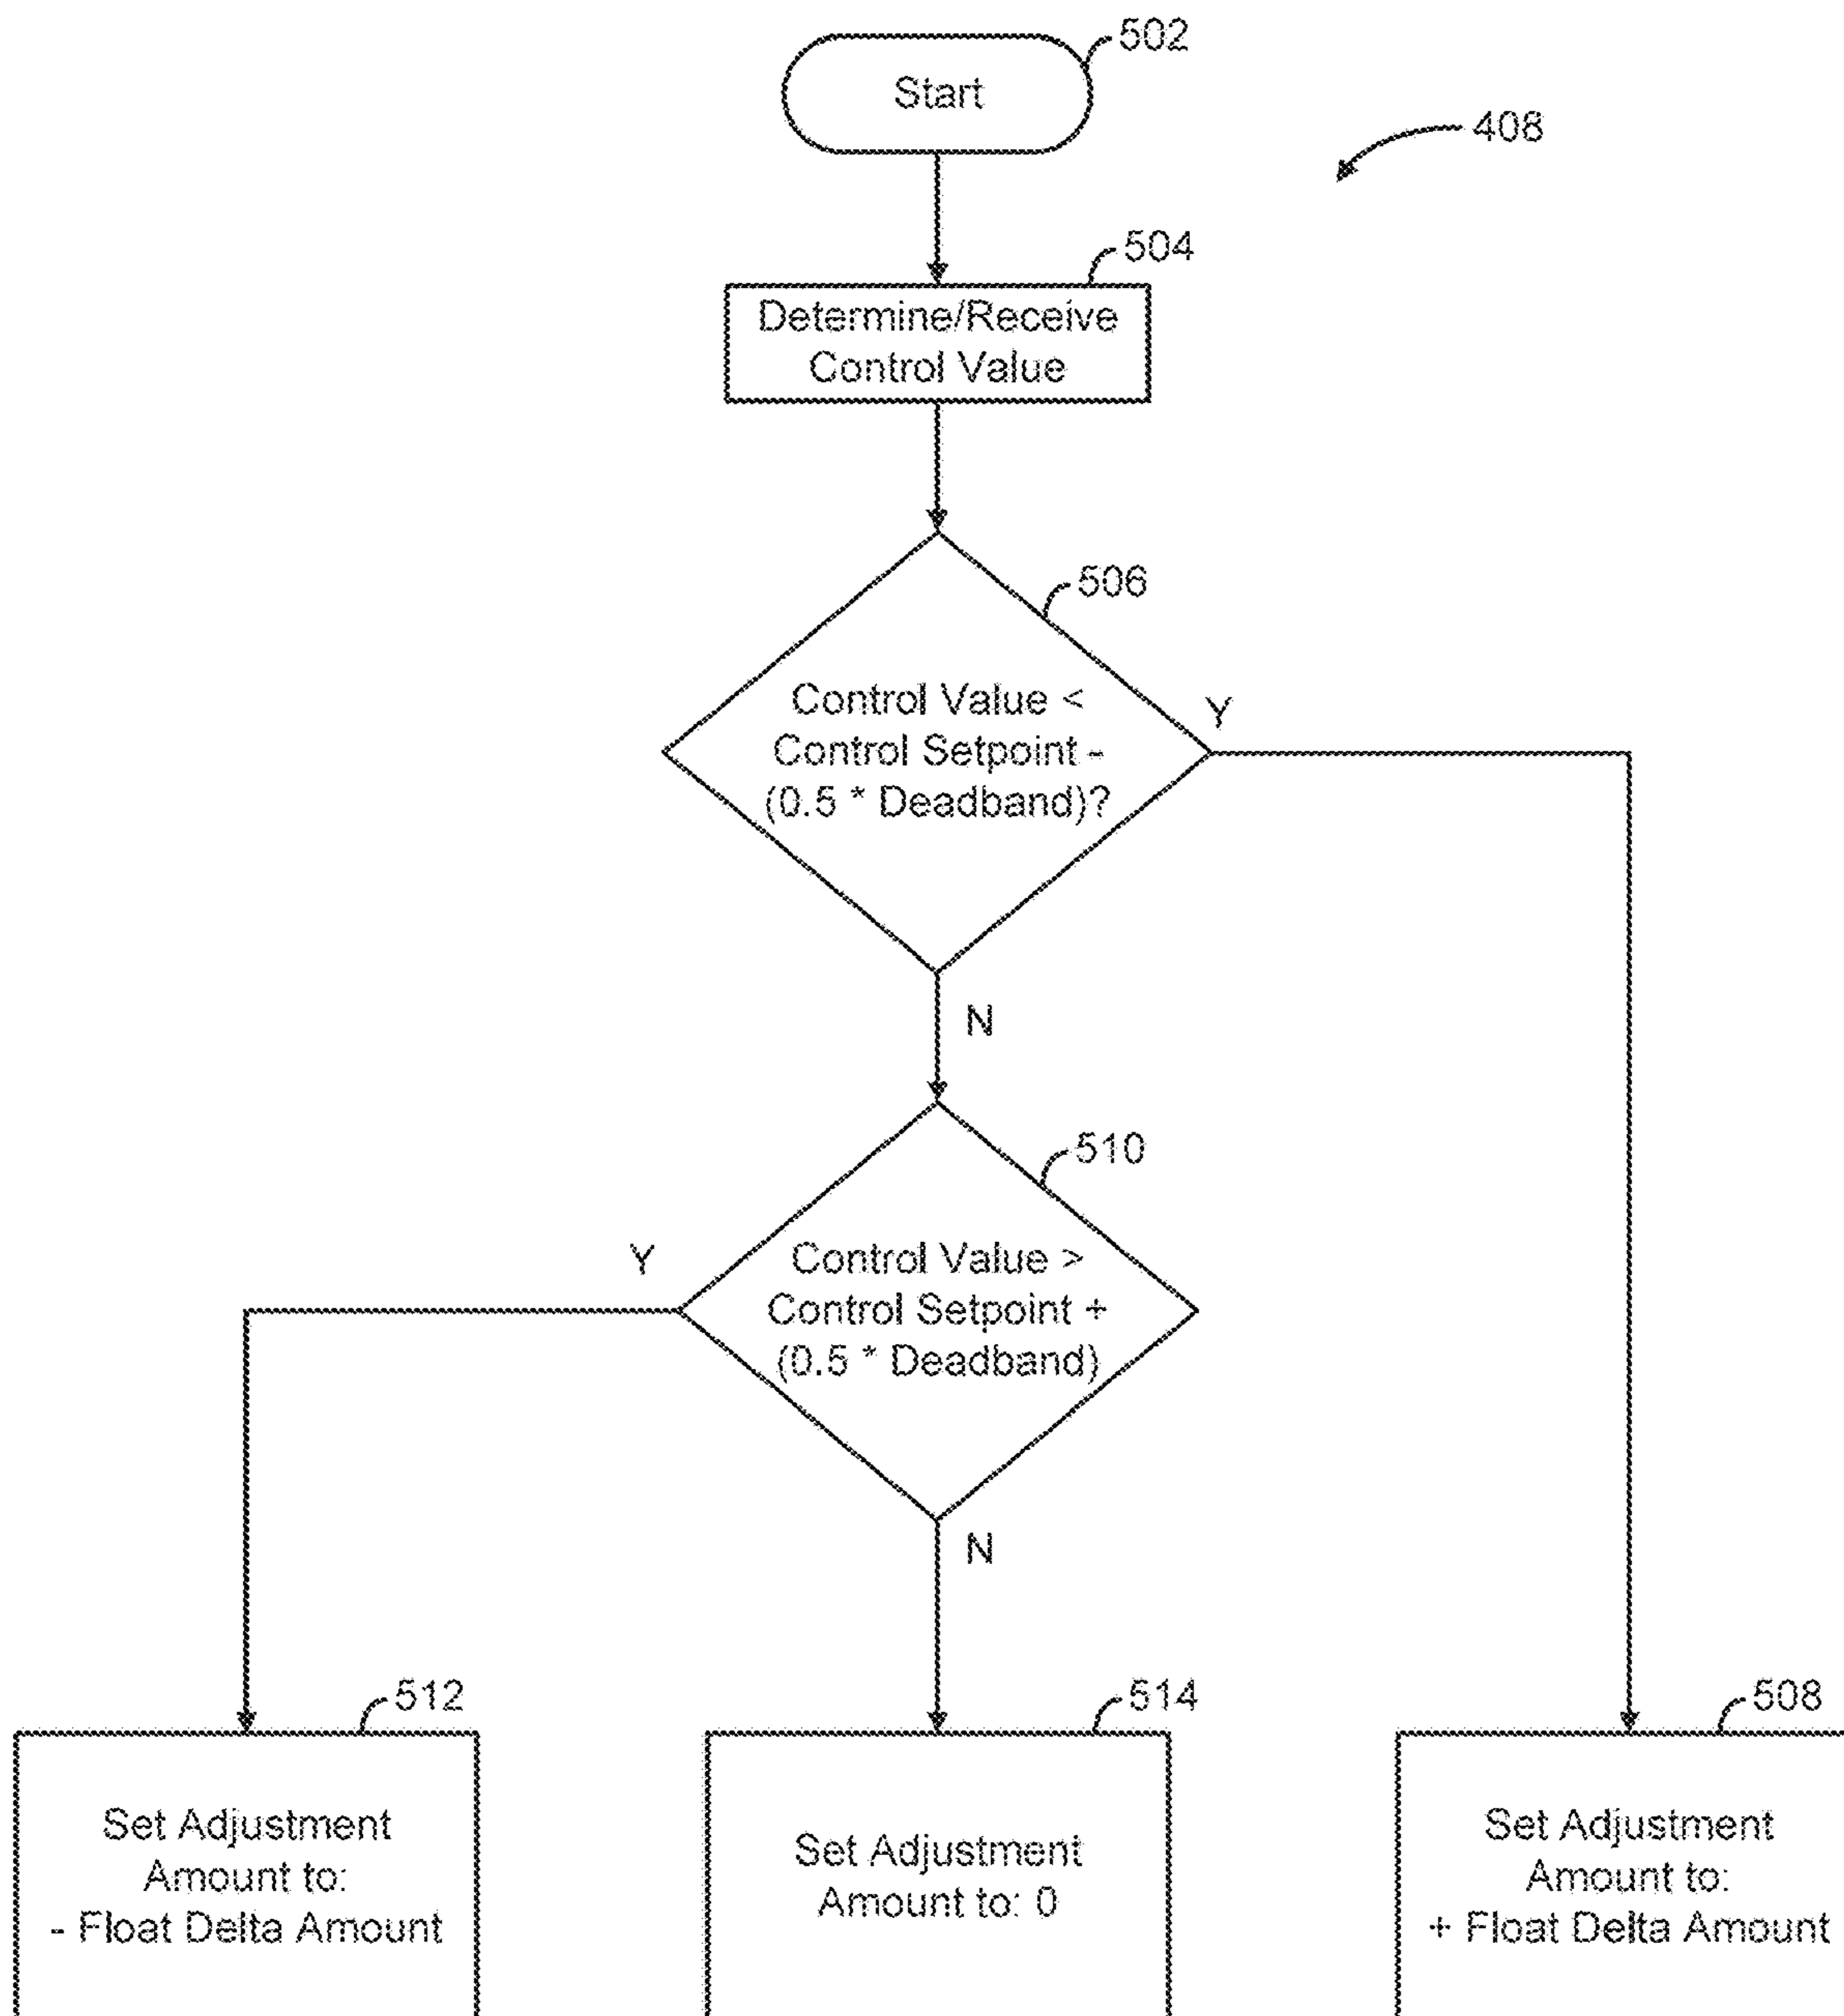 502
Start
408
504
Determine/Receive
Control Value
506
Control Value <
Control Setpoint -
(0.5 * Deadband)?
Y
N
510
Y
Control Value >
Control Setpoint +
(0.5 * Deadband)
N
512
514
508
Set Adjustment
Amount to:
- Float Delta Amount
Set Adjustment
Amount to: 0
Set Adjustment
Amount to:
+ Float Delta Amount